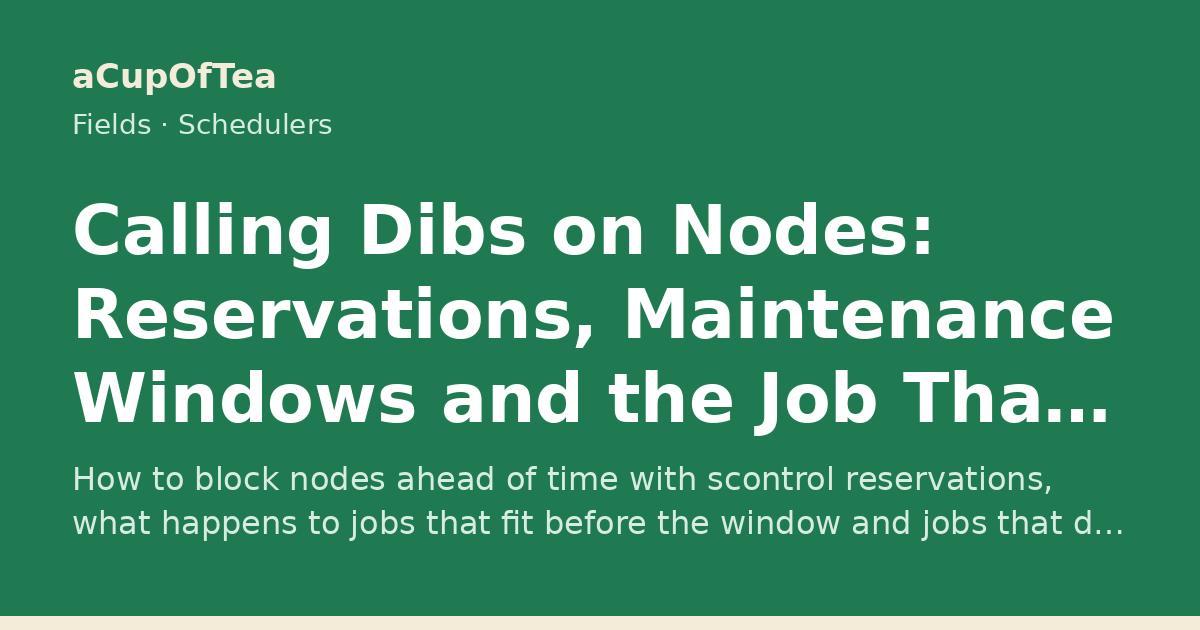 aCupOfTea
Fields · Schedulers
Calling Dibs on Nodes:
Reservations, Maintenance
Windows and the Job Tha…
How to block nodes ahead of time with scontrol reservations,
what happens to jobs that fit before the window and jobs that d…